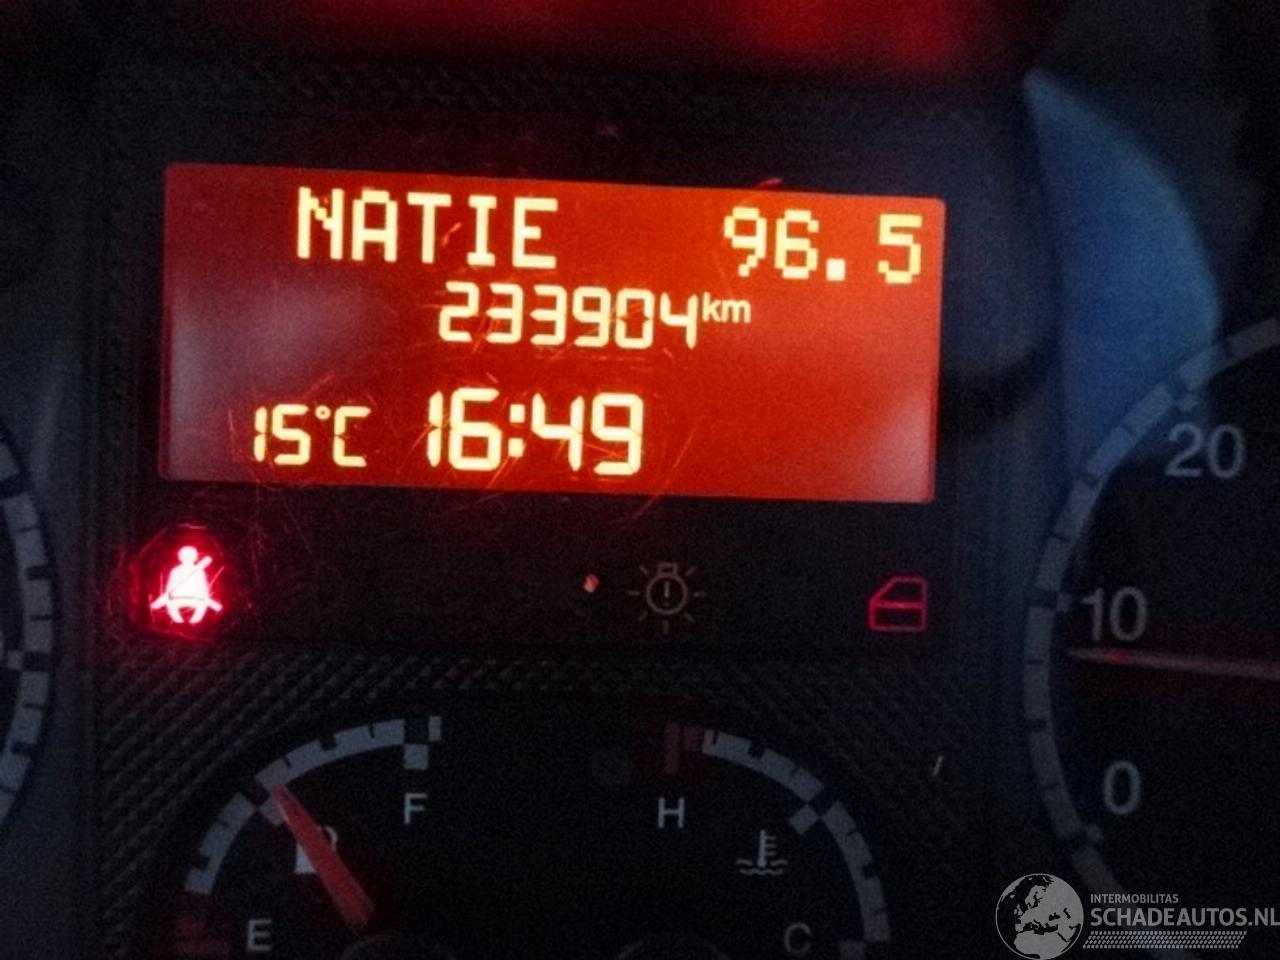 NATIE 96.5
233904km
15°C 16:49
20
10
0
F
H
E
C
INTERMOBILITAS
SCHADEAUTOS.NL